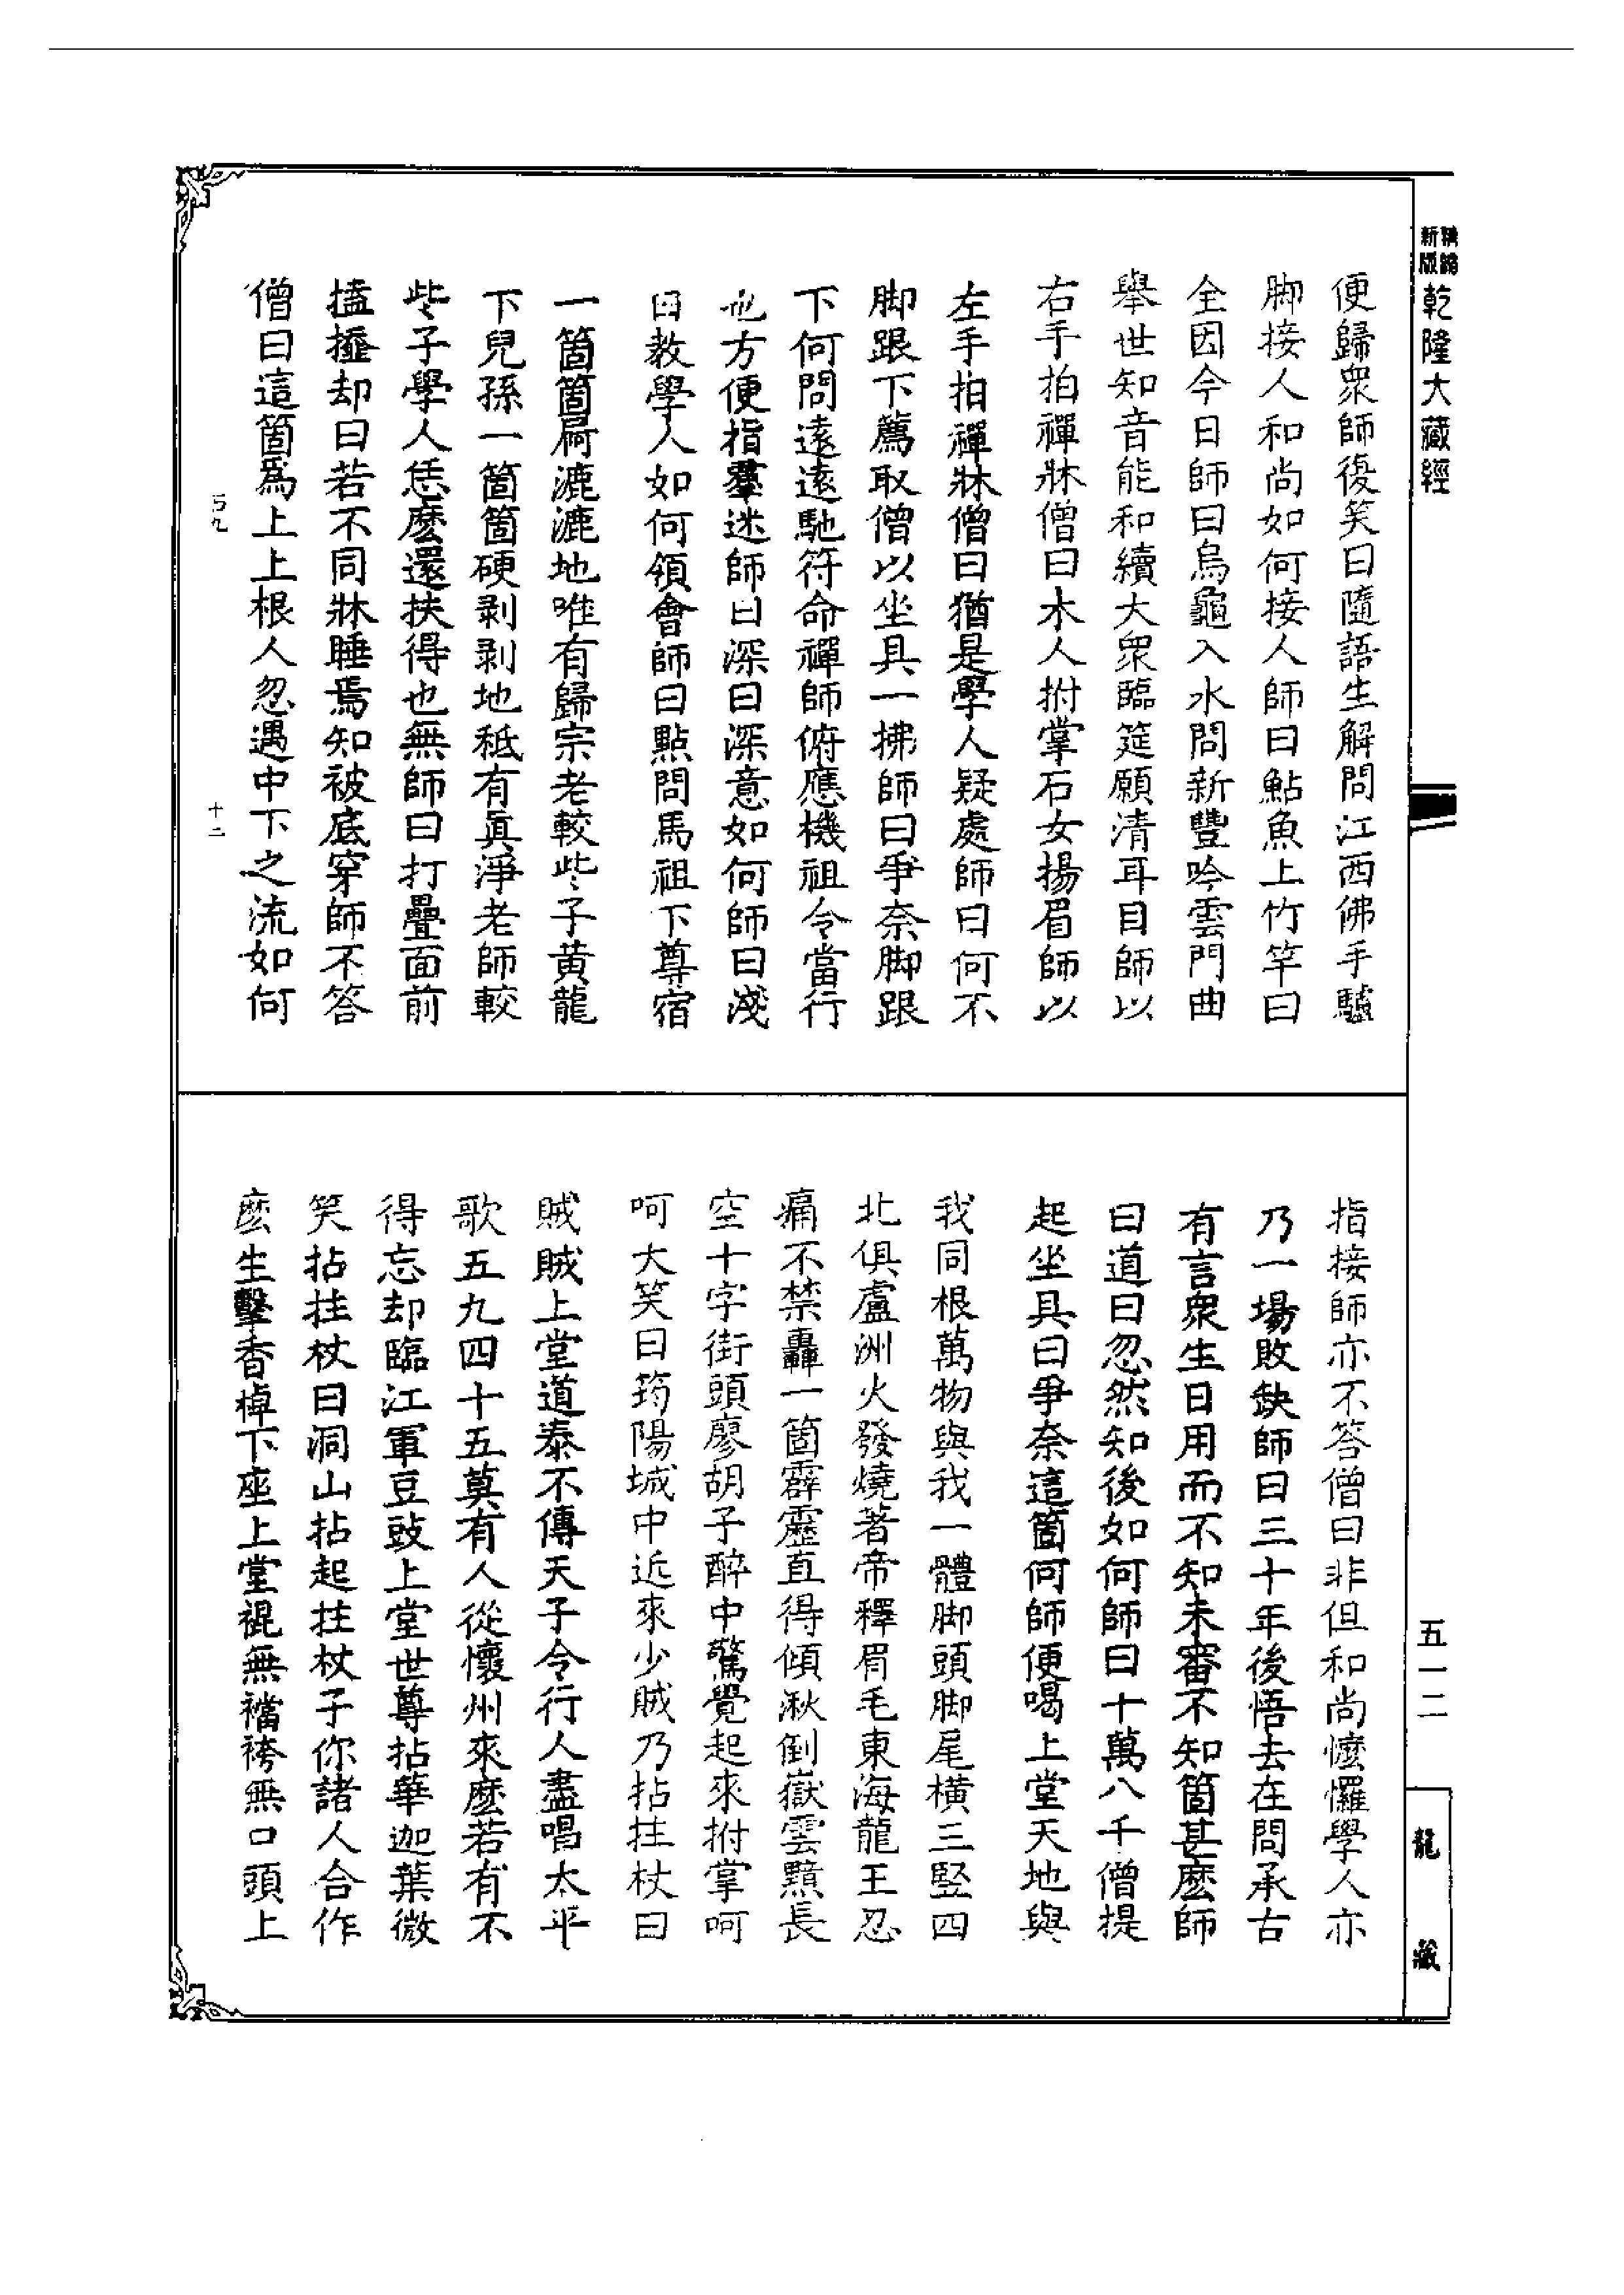 精縮
新版
乾隆大藏經
便歸衆師復笑曰隨語生解問江西佛手驢
脚接人和尚如何接人師曰鮎魚上竹竿曰
全因今日師曰烏龜入水問新豐吟雲門曲
舉世知音能和續大衆臨筵願清耳目師以
右手拍禪牀僧曰木人拊掌石女揚眉師以
左手拍禪牀僧曰猶是學人疑處師曰何不
脚跟下薦取僧以坐具一拂師曰爭奈脚跟
下何問遠遠馳符命禪師俯應機祖令當行
也方便指羣迷師曰深曰深意如何師曰淺
曰教學人如何領會師曰點問馬祖下尊宿
一箇箇屙漉漉地唯有歸宗老較些子黃龍
下兒孫一箇箇硬剥剥地秪有眞淨老師較
些子學人恁麽還扶得也無師曰打疊面前
搕𢶍却曰若不同牀睡焉知被底穿師不答
僧曰這箇爲上上根人忽遇中下之流如何
丐九
十二
指接師亦不答僧曰非但和尚懡㦬學人亦
乃一場敗缺師曰三十年後悟去在問承古
有言衆生日用而不知未審不知箇甚麽師
曰道曰忽然知後如何師曰十萬八千僧提
起坐具曰爭奈這箇何師便喝上堂天地與
我同根萬物與我一體脚頭脚尾橫三竪四
北俱盧洲火發燒著帝釋眉毛東海龍王忍
痛不禁轟一箇霹靂直得傾湫倒嶽雲黯長
空十字街頭廖胡子醉中驚覺起來拊掌呵
呵大笑曰筠陽城中近來少賊乃拈拄杖曰
賊賊上堂道泰不傳天子令行人盡唱太平
歌五九四十五莫有人從懷州來麽若有不
得忘却臨江軍豆豉上堂世尊拈華迦葉微
笑拈拄杖曰洞山拈起拄杖子你諸人合作
麽生擊香棹下座上堂裩無襠袴無口頭上
五一二
龍藏